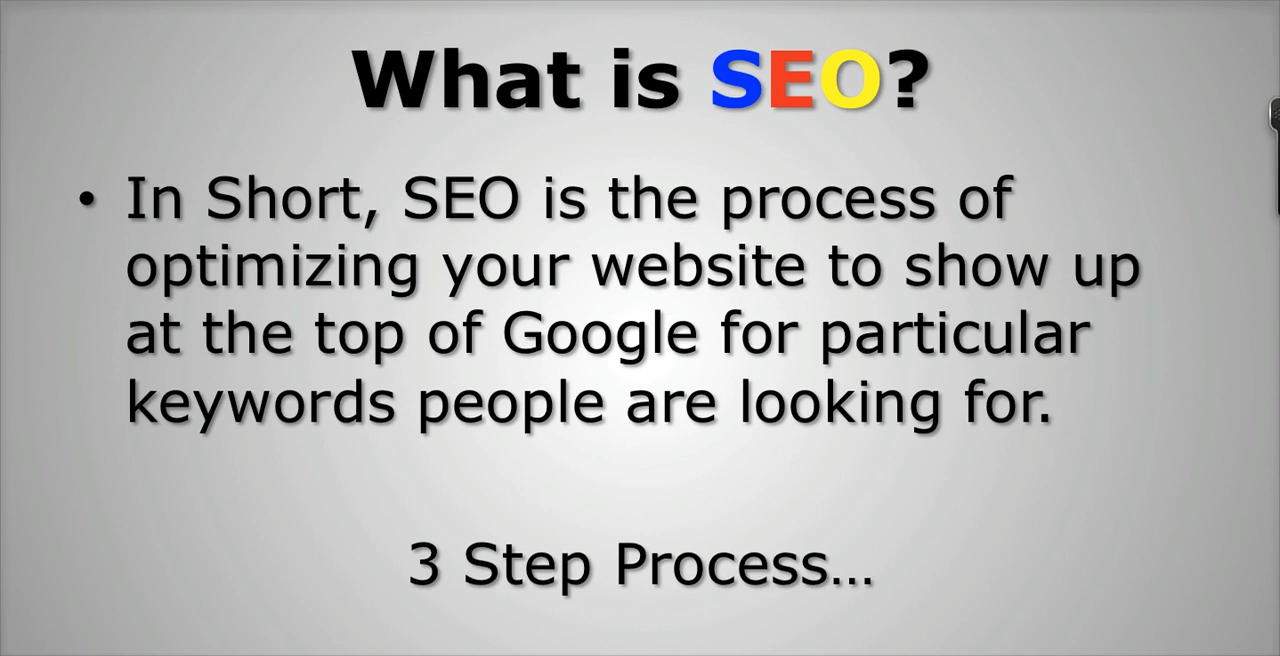 What is SEO?
• In Short, SEO is the process of
optimizing your website to show up
at the top of Google for particular
keywords people are looking for.
3 Step Process...